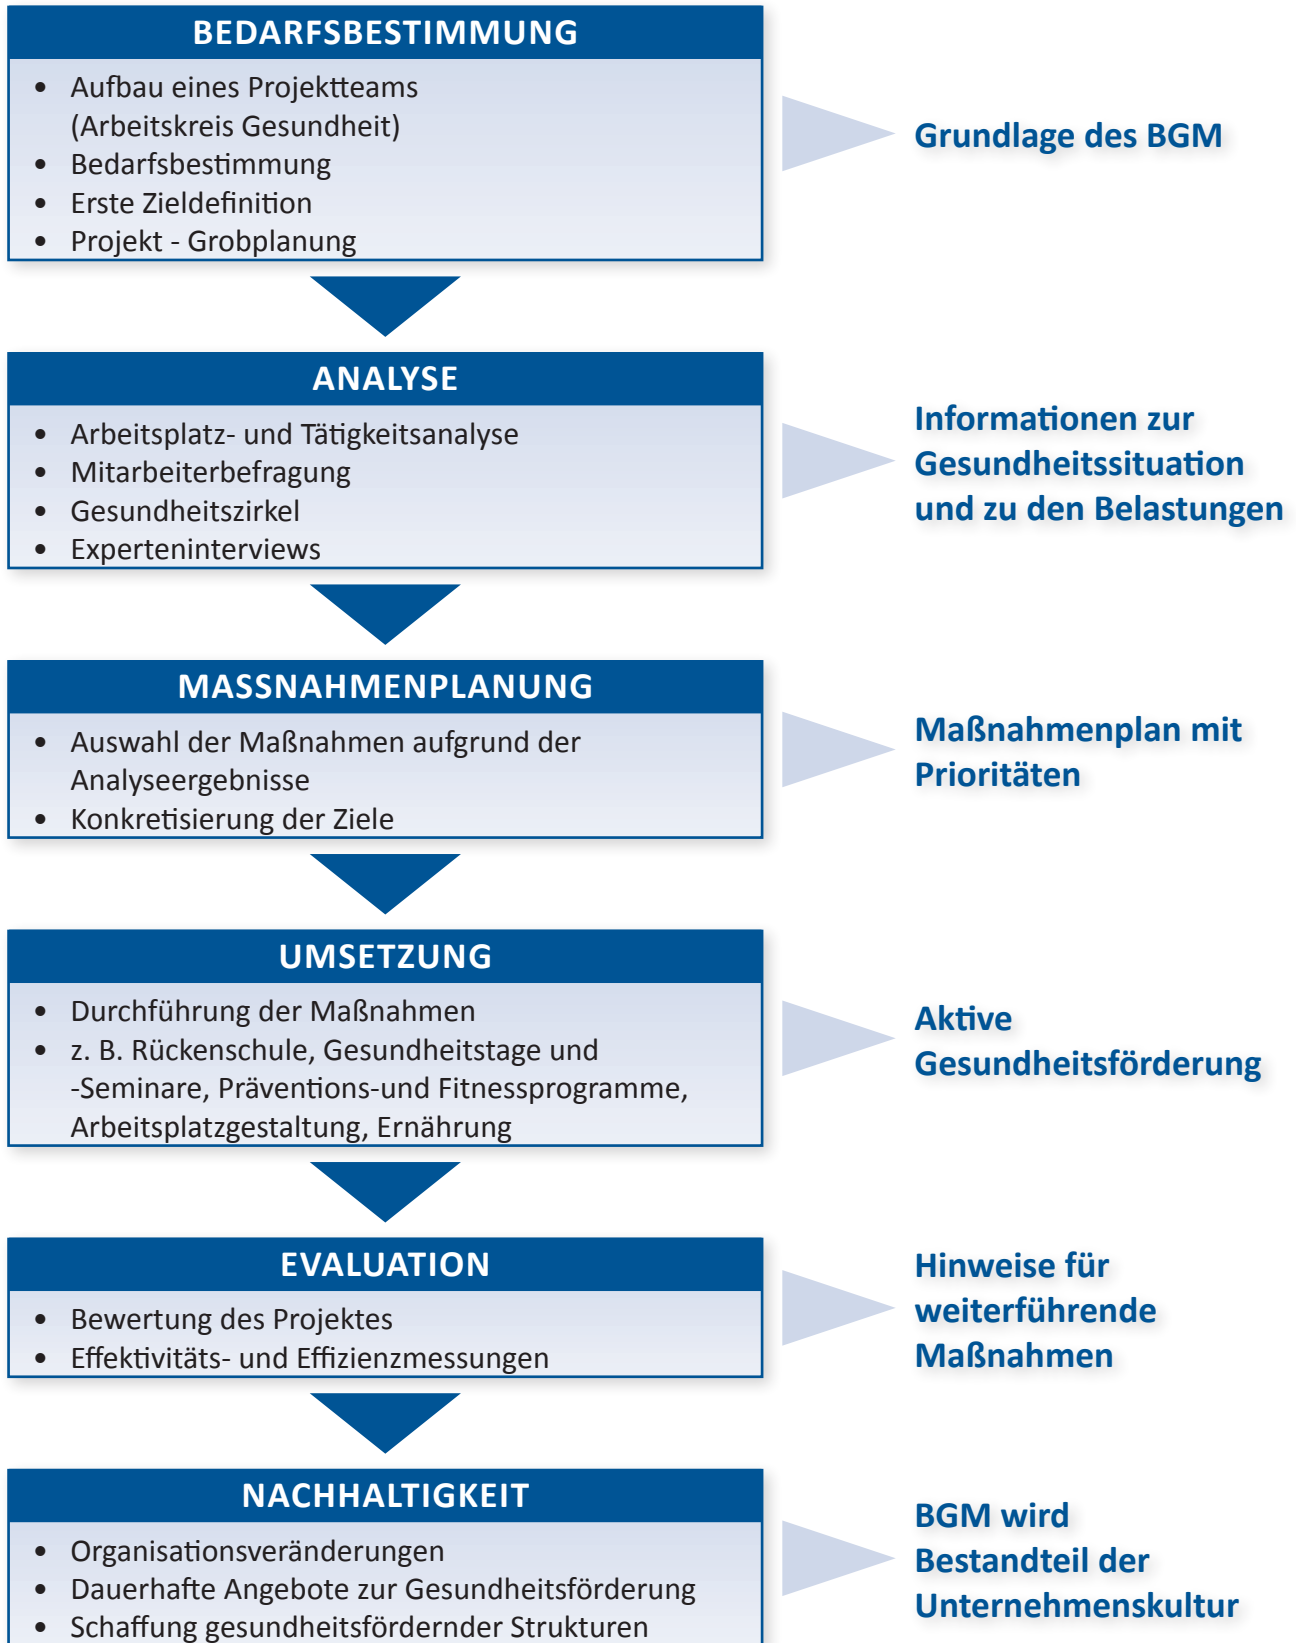 BEDARFSBESTIMMUNG
• Aufbau eines Projektteams
(Arbeitskreis Gesundheit)
• Bedarfsbestimmung
• Erste Zieldefinition
• Projekt - Grobplanung
Grundlage des BGM
ANALYSE
• Arbeitsplatz- und Tätigkeitsanalyse
• Mitarbeiterbefragung
• Gesundheitszirkel
• Experteninterviews
Informationen zur
Gesundheitssituation
und zu den Belastungen
MASSNAHMENPLANUNG
• Auswahl der Maßnahmen aufgrund der
Analyseergebnisse
• Konkretisierung der Ziele
Maßnahmenplan mit
Prioritäten
UMSETZUNG
• Durchführung der Maßnahmen
• z. B. Rückenschule, Gesundheitstage und
-Seminare, Präventions-und Fitnessprogramme,
Arbeitsplatzgestaltung, Ernährung
Aktive
Gesundheitsförderung
EVALUATION
• Bewertung des Projektes
• Effektivitäts- und Effizienzmessungen
Hinweise für
weiterführende
Maßnahmen
NACHHALTIGKEIT
• Organisationsveränderungen
• Dauerhafte Angebote zur Gesundheitsförderung
• Schaffung gesundheitsfördernder Strukturen
BGM wird
Bestandteil der
Unternehmenskultur